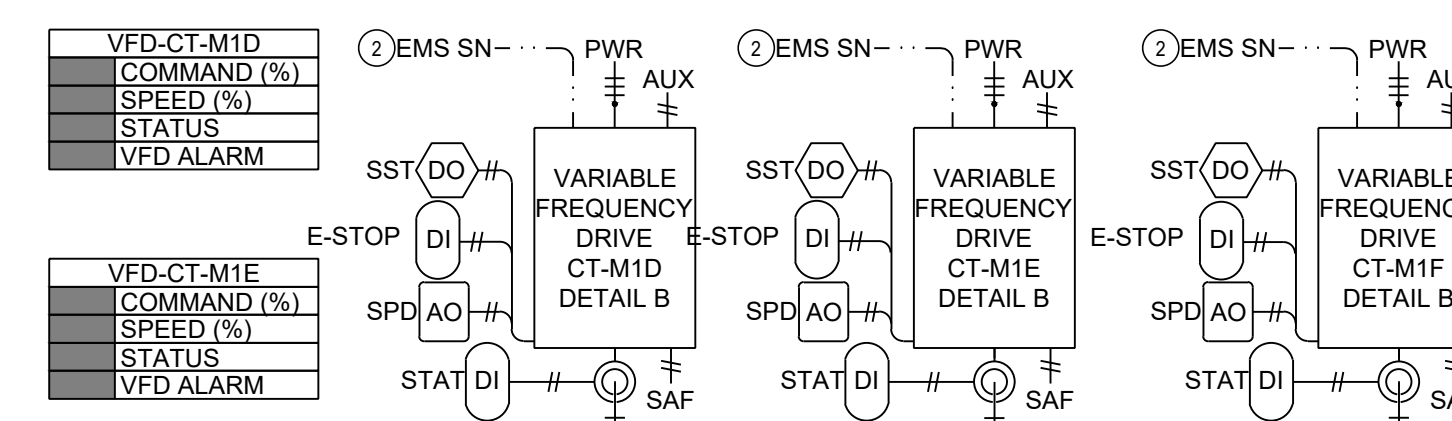 VFD-CT-M1D
COMMAND (%)
SPEED (%)
STATUS
VFD ALARM
VFD-CT-M1E
COMMAND (%)
SPEED (%)
STATUS
VFD ALARM
2 EMS SN
PWR
AUX
SST DO
E-STOP DI
SPD AO
STAT DI
VARIABLE
FREQUENCY
DRIVE
CT-M1D
DETAIL B
SAF
2 EMS SN
PWR
AUX
SST DO
E-STOP DI
SPD AO
STAT DI
VARIABLE
FREQUENCY
DRIVE
CT-M1E
DETAIL B
SAF
2 EMS SN
PWR
SST DO
E-STOP DI
SPD AO
STAT DI
VARIABLE
DRIVE
CT-M1F
DETAIL B